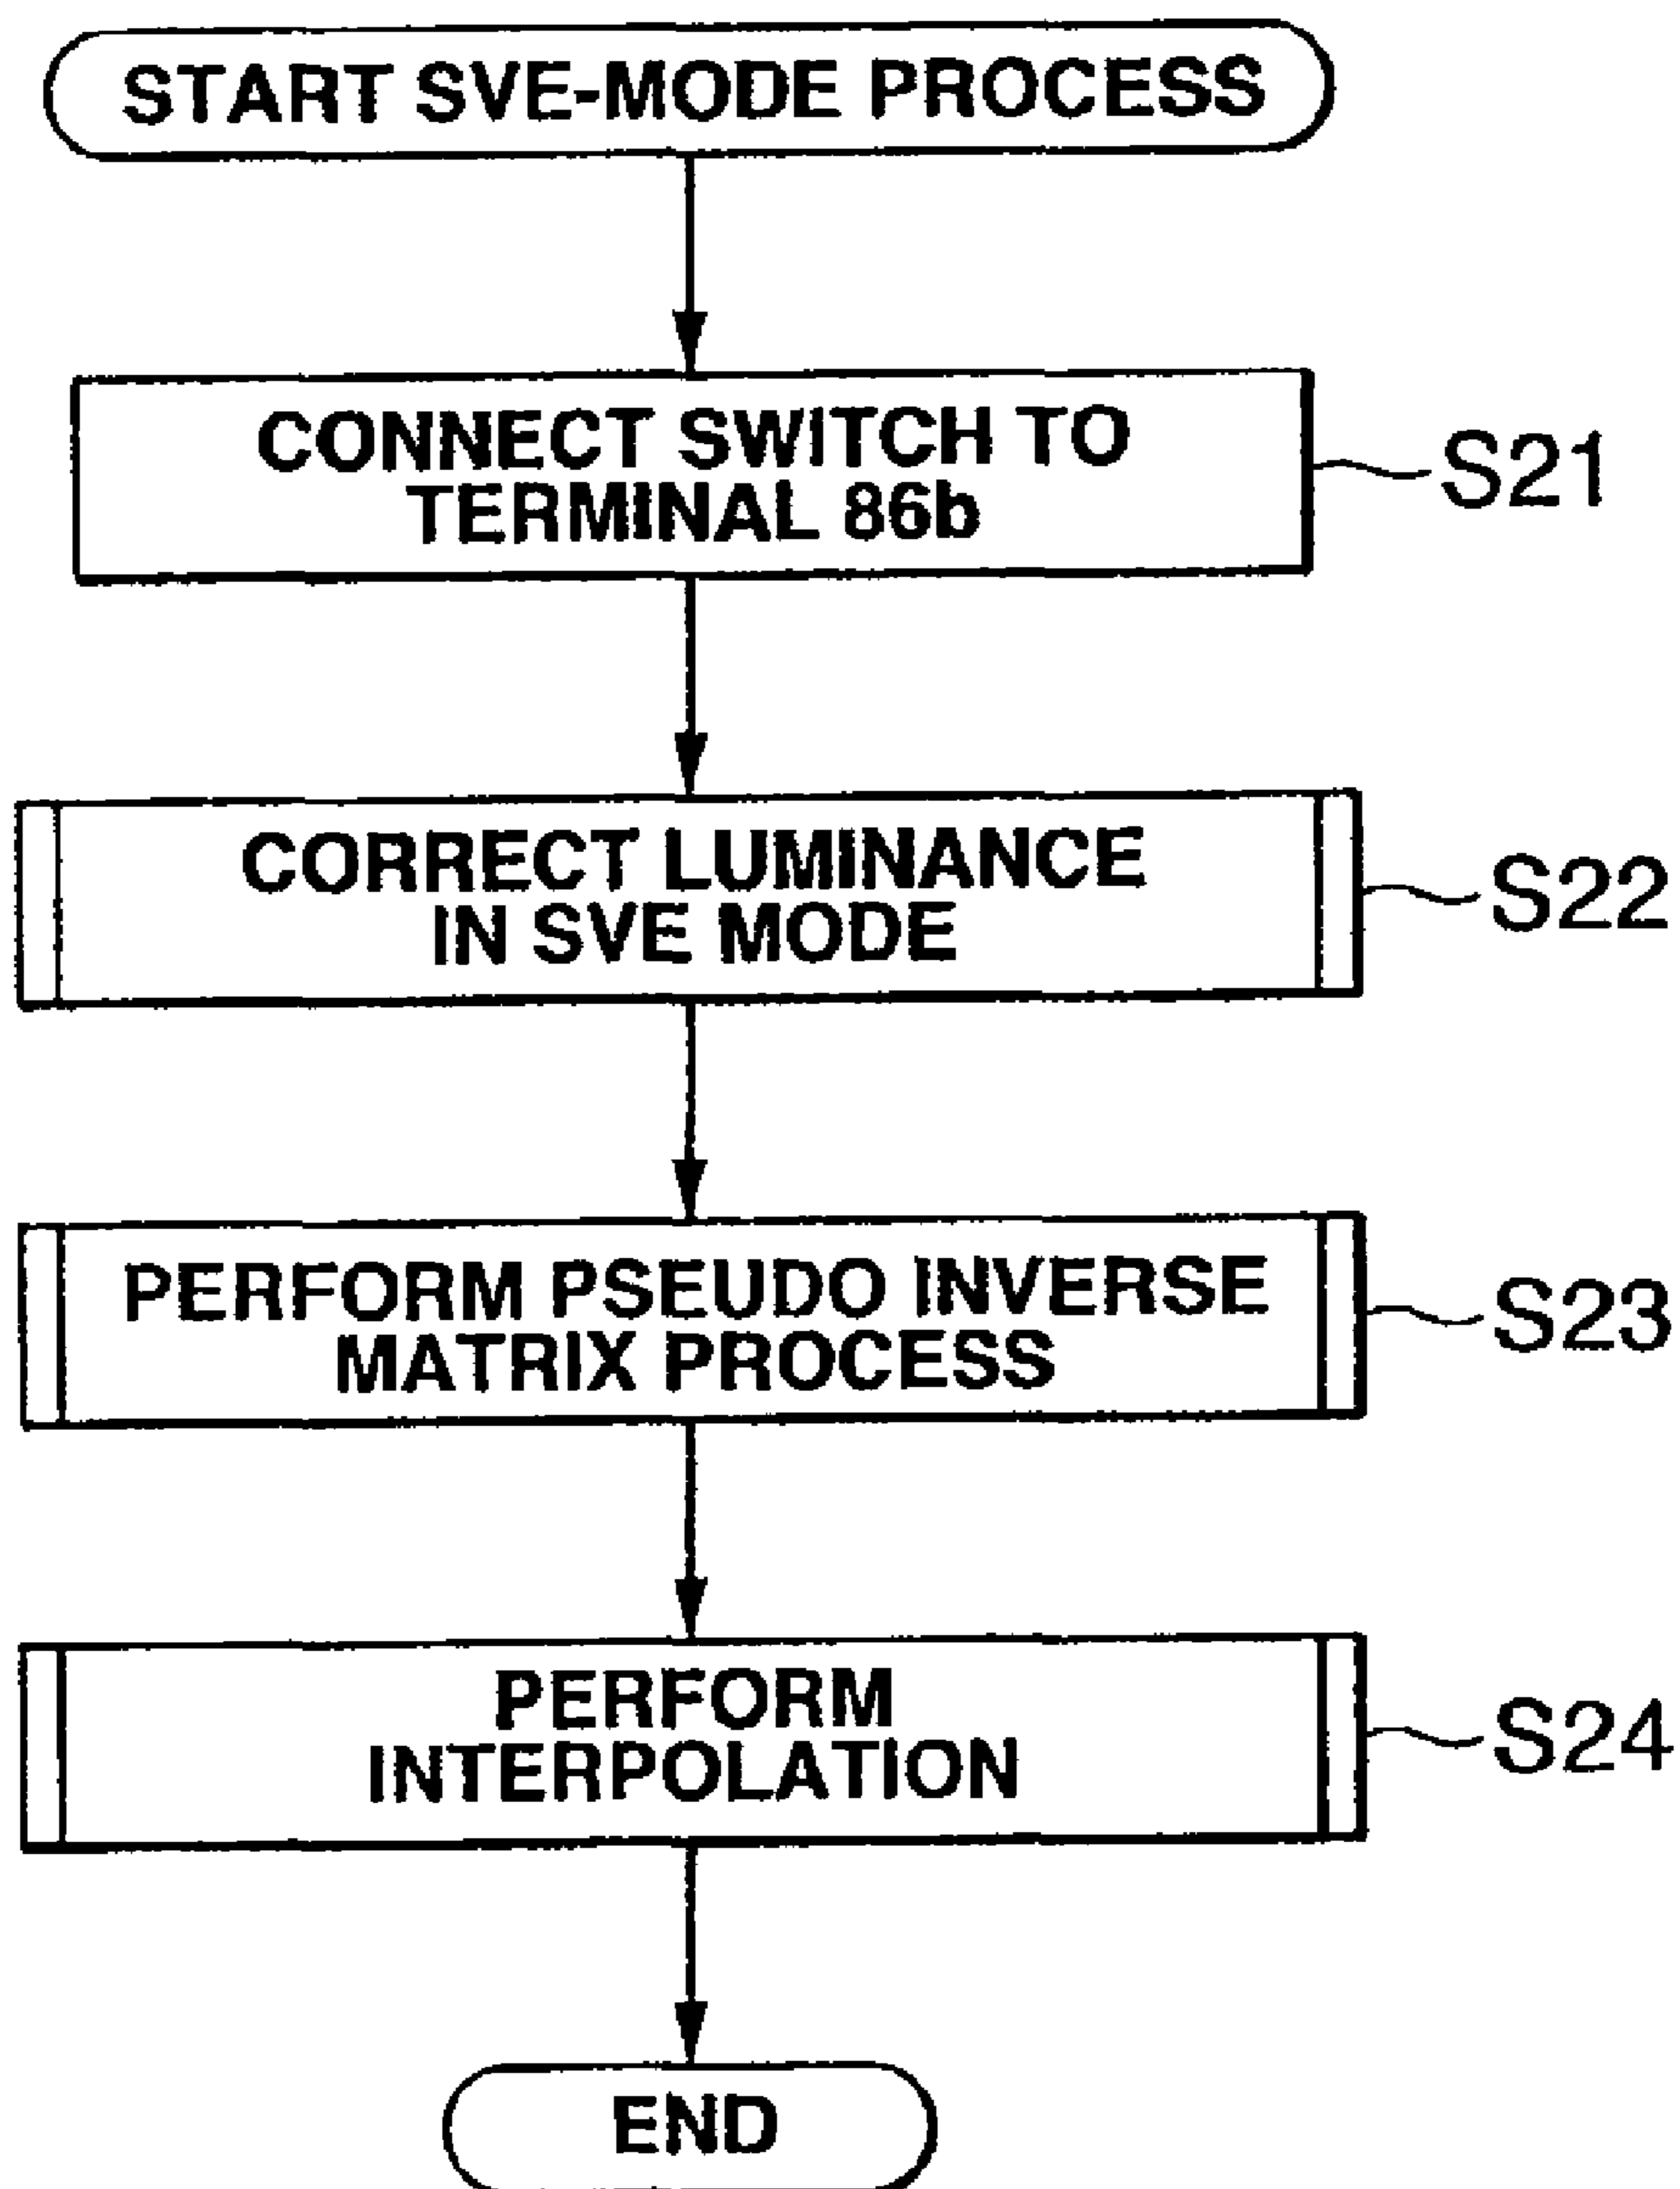 START SVE-MODE PROCESS
CONNECT SWITCH TO
TERMINAL 86b
S21
CORRECT LUMINANCE
IN SVE MODE
S22
PERFORM PSEUDO INVERSE
MATRIX PROCESS
S23
PERFORM
INTERPOLATION
S24
END